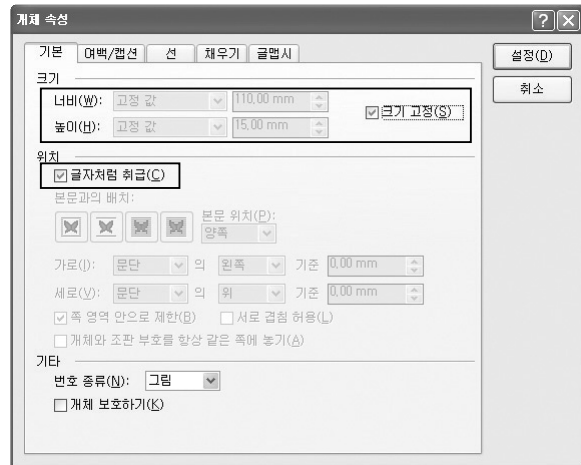 개체 속성
기본 여백/캡션 선 채우기 글맵시
설정(D)
취소
크기
너비(W): 고정 값 110,00 mm
크기 고정(S)
높이(H): 고정 값 15,00 mm
위치
글자처럼 취급(C)
본문과의 배치:
본문 위치(P):
양쪽
가로(I): 문단 의 왼쪽 기준 0,00 mm
세로(V): 문단 의 위 기준 0,00 mm
쪽 영역 안으로 제한(B) 서로 겹침 허용(L)
개체와 조판 부호를 항상 같은 쪽에 놓기(A)
기타
번호 종류(N): 그림
개체 보호하기(K)